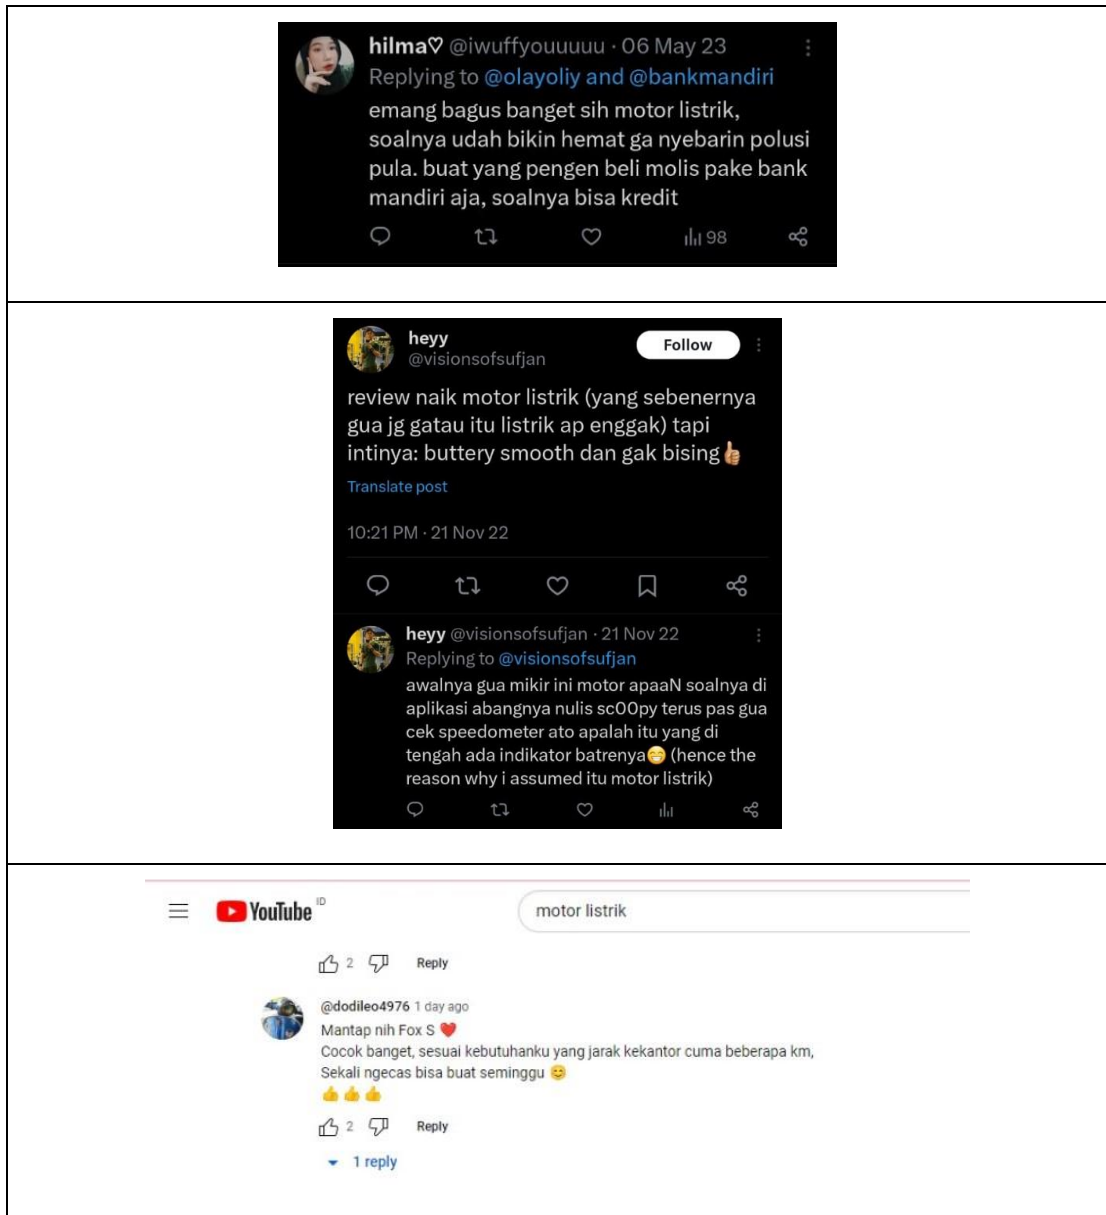 hilma♡ @iwuffyouuuuu · 06 May 23
Replying to @olayoliy and @bankmandiri
emang bagus banget sih motor listrik,
soalnya udah bikin hemat ga nyebarin polusi
pula. buat yang pengen beli molis pake bank
mandiri aja, soalnya bisa kredit
98
heyy
@visionsofsufjan
Follow
review naik motor listrik (yang sebenernya
gua jg gatau itu listrik ap enggak) tapi
intinya: buttery smooth dan gak bising👍
Translate post
10:21 PM · 21 Nov 22
heyy @visionsofsufjan · 21 Nov 22
Replying to @visionsofsufjan
awalnya gua mikir ini motor apaaN soalnya di
aplikasi abangnya nulis sc00py terus pas gua
cek speedometer ato apalah itu yang di
tengah ada indikator batrenya😁 (hence the
reason why i assumed itu motor listrik)
YouTube ID
motor listrik
2 Reply
@dodileo4976 1 day ago
Mantap nih Fox S ❤️
Cocok banget, sesuai kebutuhanku yang jarak kekantor cuma beberapa km,
Sekali ngecas bisa buat seminggu 😊
👍👍👍
2 Reply
1 reply